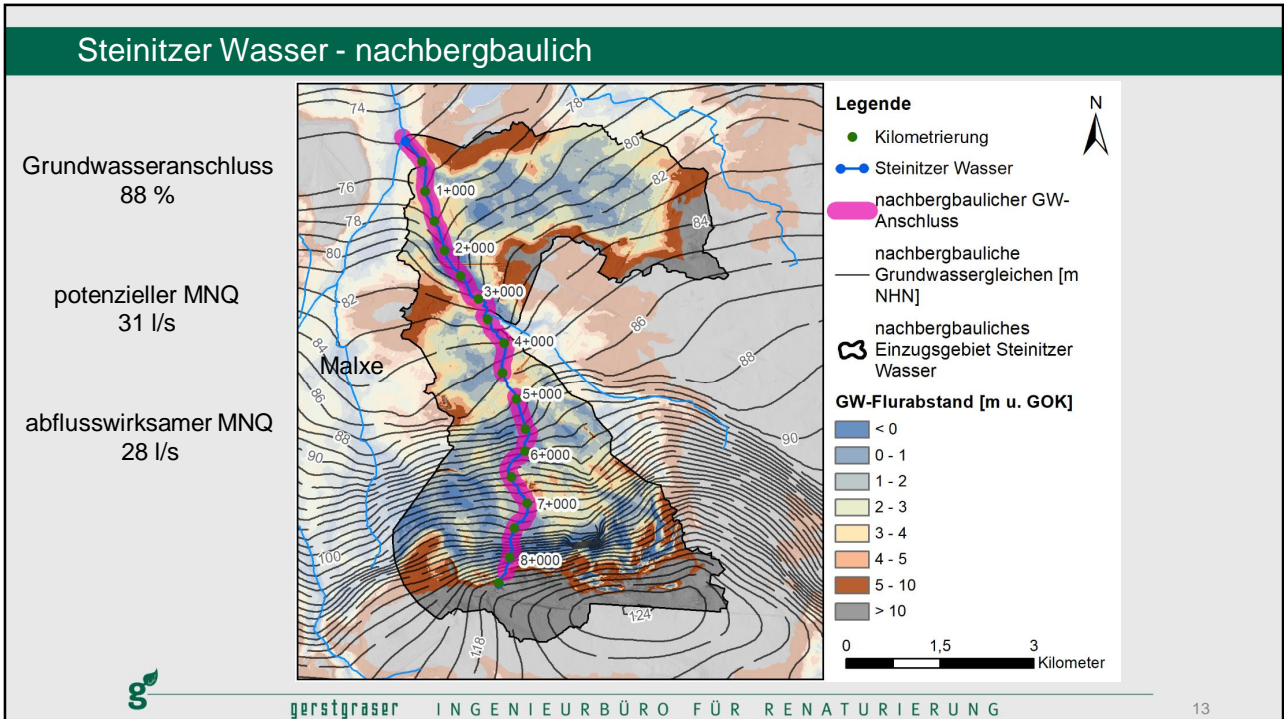 Steinitzer Wasser - nachbergbaulich
Grundwasseranschluss
88 %
potenzieller MNQ
31 l/s
abflusswirksamer MNQ
28 l/s
74
78
80
82
84
76
78
80
82
84
86
88
90
100
86
88
90
118
124
1+000
2+000
3+000
4+000
5+000
6+000
7+000
8+000
Malxe
Legende
N
Kilometrierung
Steinitzer Wasser
nachbergbaulicher GW-
Anschluss
nachbergbauliche
Grundwassergleichen [m
NHN]
nachbergbauliches
Einzugsgebiet Steinitzer
Wasser
GW-Flurabstand [m u. GOK]
< 0
0 - 1
1 - 2
2 - 3
3 - 4
4 - 5
5 - 10
> 10
0 1,5 3
Kilometer
g
gerstgraser INGENIEURBÜRO FÜR RENATURIERUNG
13